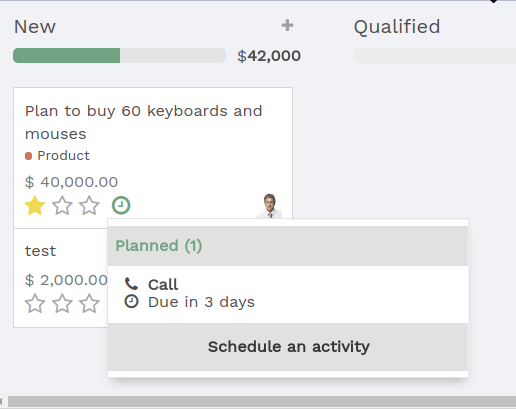 New
+
$42,000
Qualified
Plan to buy 60 keyboards and
mouses
Product
$ 40,000.00
test
$ 2,000.00
Planned (1)
Call
Due in 3 days
Schedule an activity